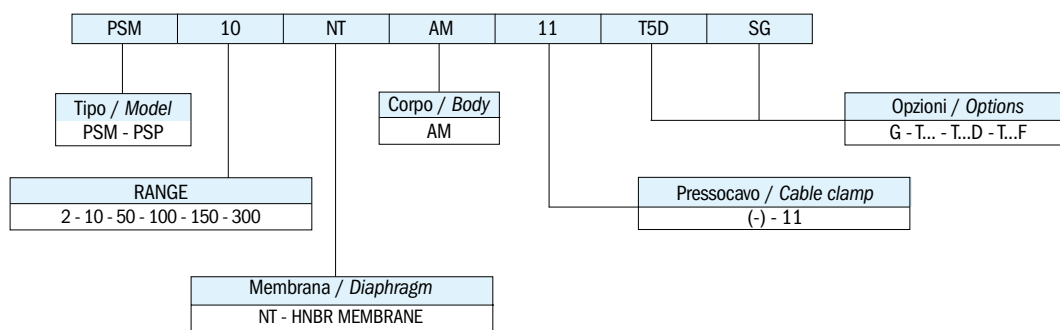 PSM 10 NT AM 11 T5D SG
Tipo / Model
PSM - PSP
Corpo / Body
AM
Opzioni / Options
G - T... - T...D - T...F
RANGE
2 - 10 - 50 - 100 - 150 - 300
Pressocavo / Cable clamp
(-) - 11
Membrana / Diaphragm
NT - HNBR MEMBRANE